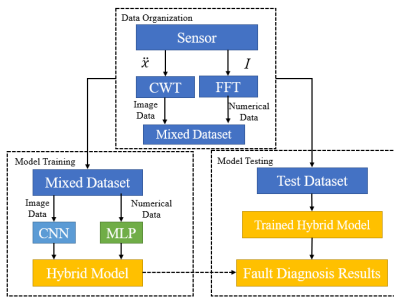 Data Organization
Sensor
ẍ
I
CWT
FFT
Image
Data
Numerical
Data
Mixed Dataset
Model Training
Mixed Dataset
Image
Data
Numerical
Data
CNN
MLP
Hybrid Model
Model Testing
Test Dataset
Trained Hybrid Model
Fault Diagnosis Results